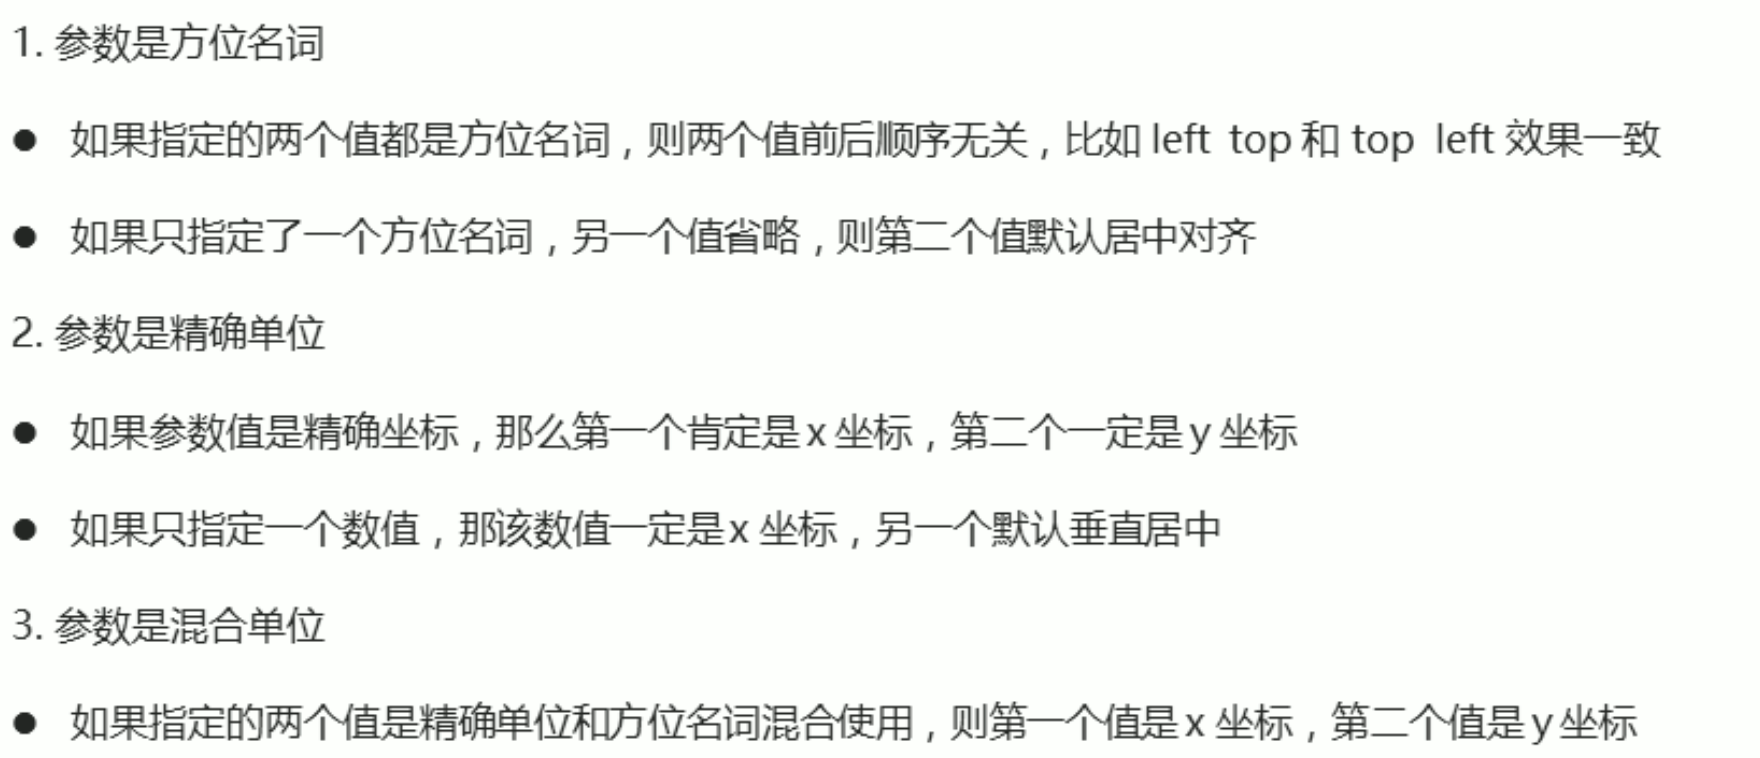 1. 参数是方位名词
● 如果指定的两个值都是方位名词，则两个值前后顺序无关，比如 left top 和 top left 效果一致
● 如果只指定了一个方位名词，另一个值省略，则第二个值默认居中对齐
2. 参数是精确单位
● 如果参数值是精确坐标，那么第一个肯定是 x 坐标，第二个一定是 y 坐标
● 如果只指定一个数值，那该数值一定是 x 坐标，另一个默认垂直居中
3. 参数是混合单位
● 如果指定的两个值是精确单位和方位名词混合使用，则第一个值是 x 坐标，第二个值是 y 坐标